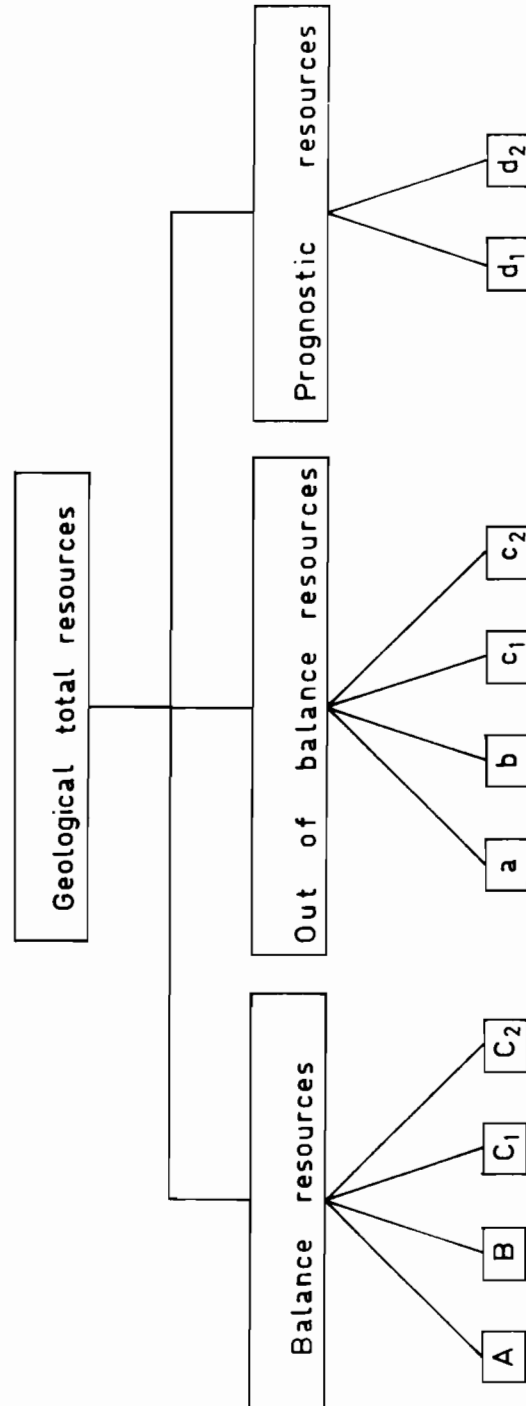 Geological total resources
Balance resources
Out of balance resources
Prognostic resources
A
B
C₁
C₂
a
b
c₁
c₂
d₁
d₂